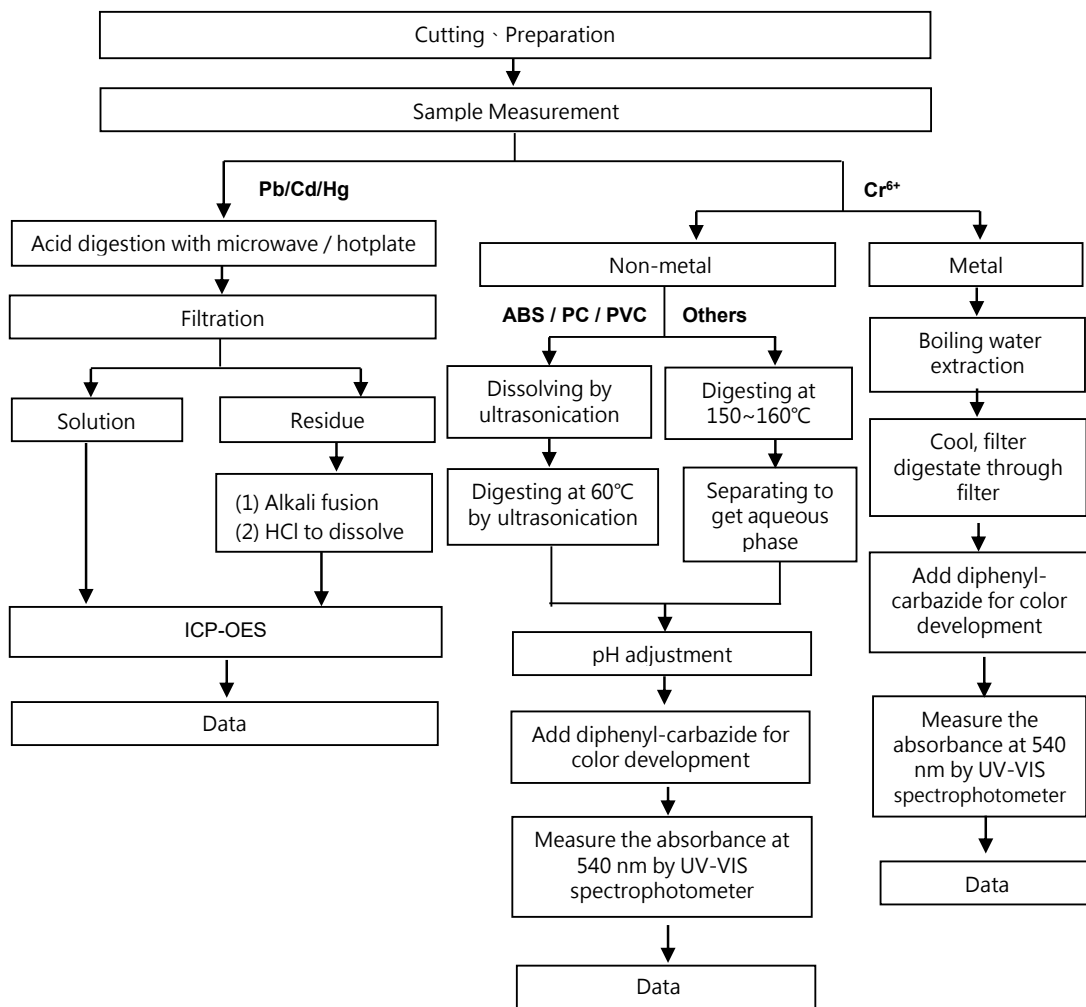 Cutting、Preparation
Sample Measurement
Pb/Cd/Hg
Cr⁶⁺
Acid digestion with microwave / hotplate
Non-metal
Metal
Filtration
ABS / PC / PVC
Others
Boiling water
extraction
Solution
Residue
Dissolving by
ultrasonication
Digesting at
150~160℃
Cool, filter
digestate through
filter
(1) Alkali fusion
(2) HCl to dissolve
Digesting at 60℃
by ultrasonication
Separating to
get aqueous
phase
Add diphenyl-
carbazide for color
development
ICP-OES
pH adjustment
Data
Add diphenyl-carbazide for
color development
Measure the
absorbance at 540
nm by UV-VIS
spectrophotometer
Measure the absorbance at
540 nm by UV-VIS
spectrophotometer
Data
Data